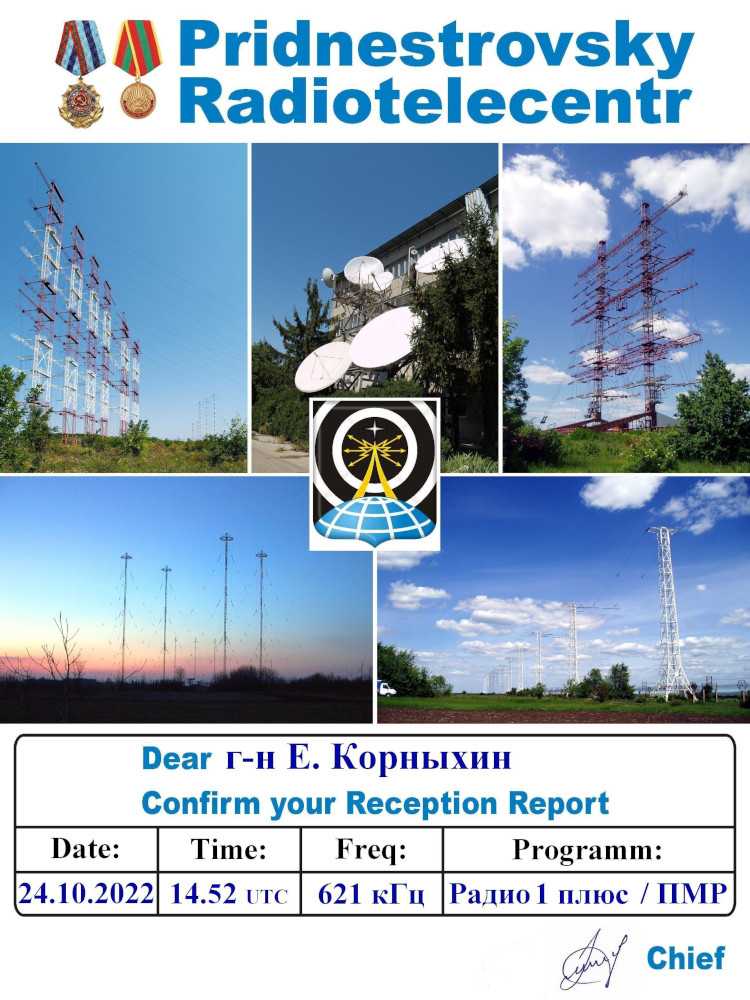 Pridnestrovsky
Radiotelecentr
Dear г-н Е. Корныхин
Confirm your Reception Report
Date: Time: Freq: Programm:
24.10.2022 14.52 UTC 621 кГц Радио 1 плюс / ПМР
Chief